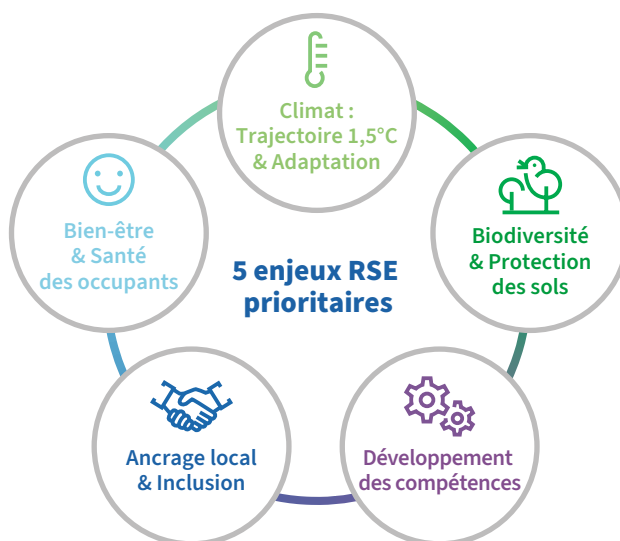 Climat :
Trajectoire 1,5°C
& Adaptation
Bien-être
& Santé
des occupants
Biodiversité
& Protection
des sols
5 enjeux RSE
prioritaires
Ancrage local
& Inclusion
Développement
des compétences